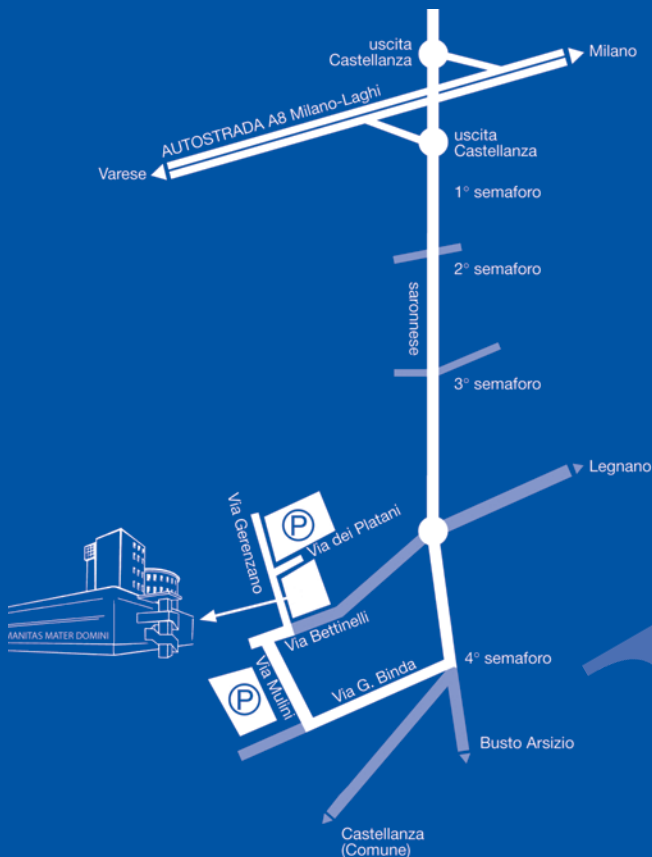 uscita
Castellanza
Milano
AUTOSTRADA A8 Milano-Laghi
uscita
Castellanza
Varese
1° semaforo
2° semaforo
saronnese
3° semaforo
Legnano
Via Gerenzano
P
Via dei Platani
MANITAS MATER DOMINI
Via Bettinelli
4° semaforo
Via Mulini
P
Via G. Binda
Busto Arsizio
Castellanza
(Comune)